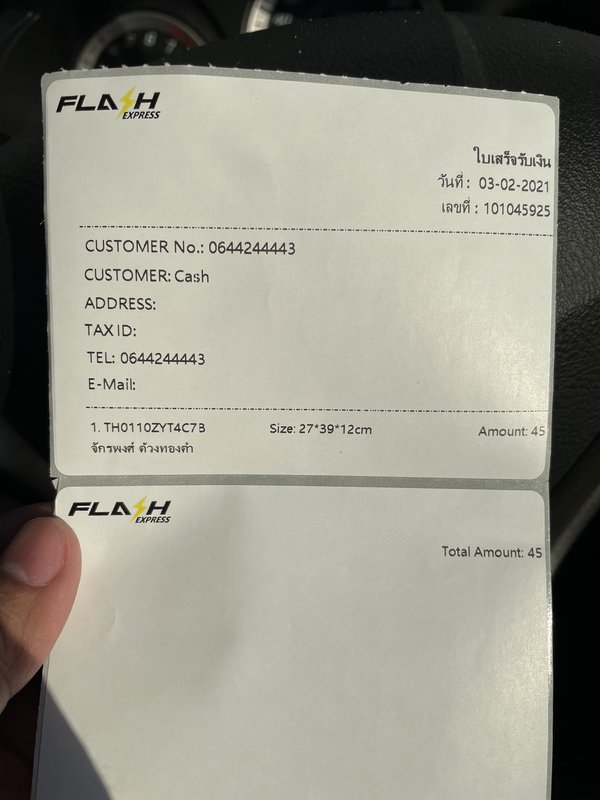 FLASH
EXPRESS
ใบเสร็จรับเงิน
วันที่ : 03-02-2021
เลขที่ : 101045925
CUSTOMER No.: 0644244443
CUSTOMER: Cash
ADDRESS:
TAX ID:
TEL: 0644244443
E-Mail:
1. TH0110ZYT4C7B Size: 27*39*12cm Amount: 45
จักรพงศ์ ด้วงทองคำ
FLASH
EXPRESS
Total Amount: 45